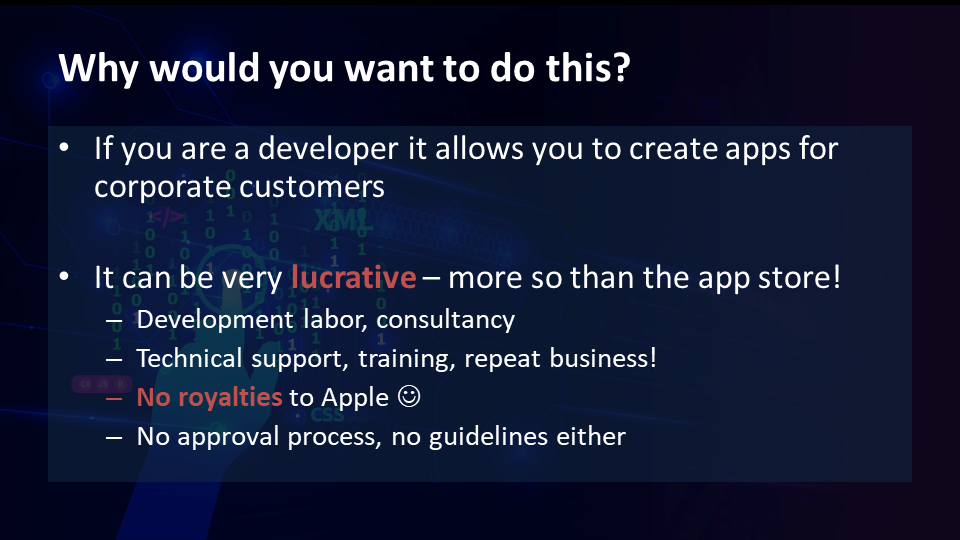 Why would you want to do this?
• If you are a developer it allows you to create apps for
corporate customers
• It can be very lucrative – more so than the app store!
– Development labor, consultancy
– Technical support, training, repeat business!
– No royalties to Apple ☺
– No approval process, no guidelines either
</>
XML
CSS